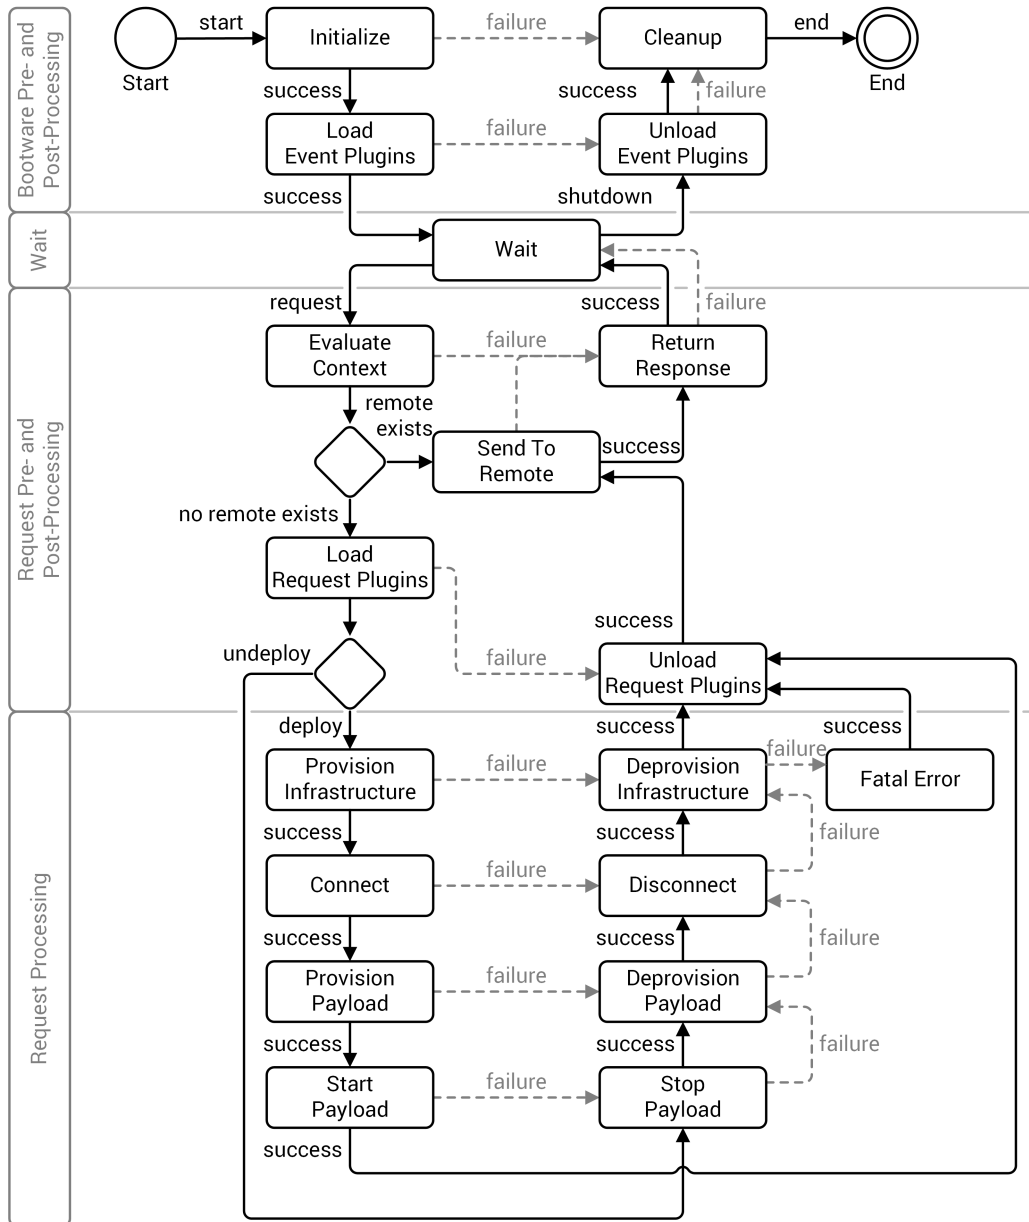 Bootware Pre- and
Post-Processing
start
Initialize
failure
Cleanup
end
Start
End
success
success
failure
Load
Event Plugins
failure
Unload
Event Plugins
success
shutdown
Wait
Wait
request
success
failure
Request Pre- and
Post-Processing
Evaluate
Context
failure
Return
Response
remote
exists
Send To
Remote
success
no remote exists
Load
Request Plugins
success
undeploy
failure
Unload
Request Plugins
deploy
success
success
Request Processing
Provision
Infrastructure
failure
Deprovision
Infrastructure
failure
Fatal Error
success
success
failure
Connect
failure
Disconnect
success
success
failure
Provision
Payload
failure
Deprovision
Payload
success
success
failure
Start
Payload
failure
Stop
Payload
success